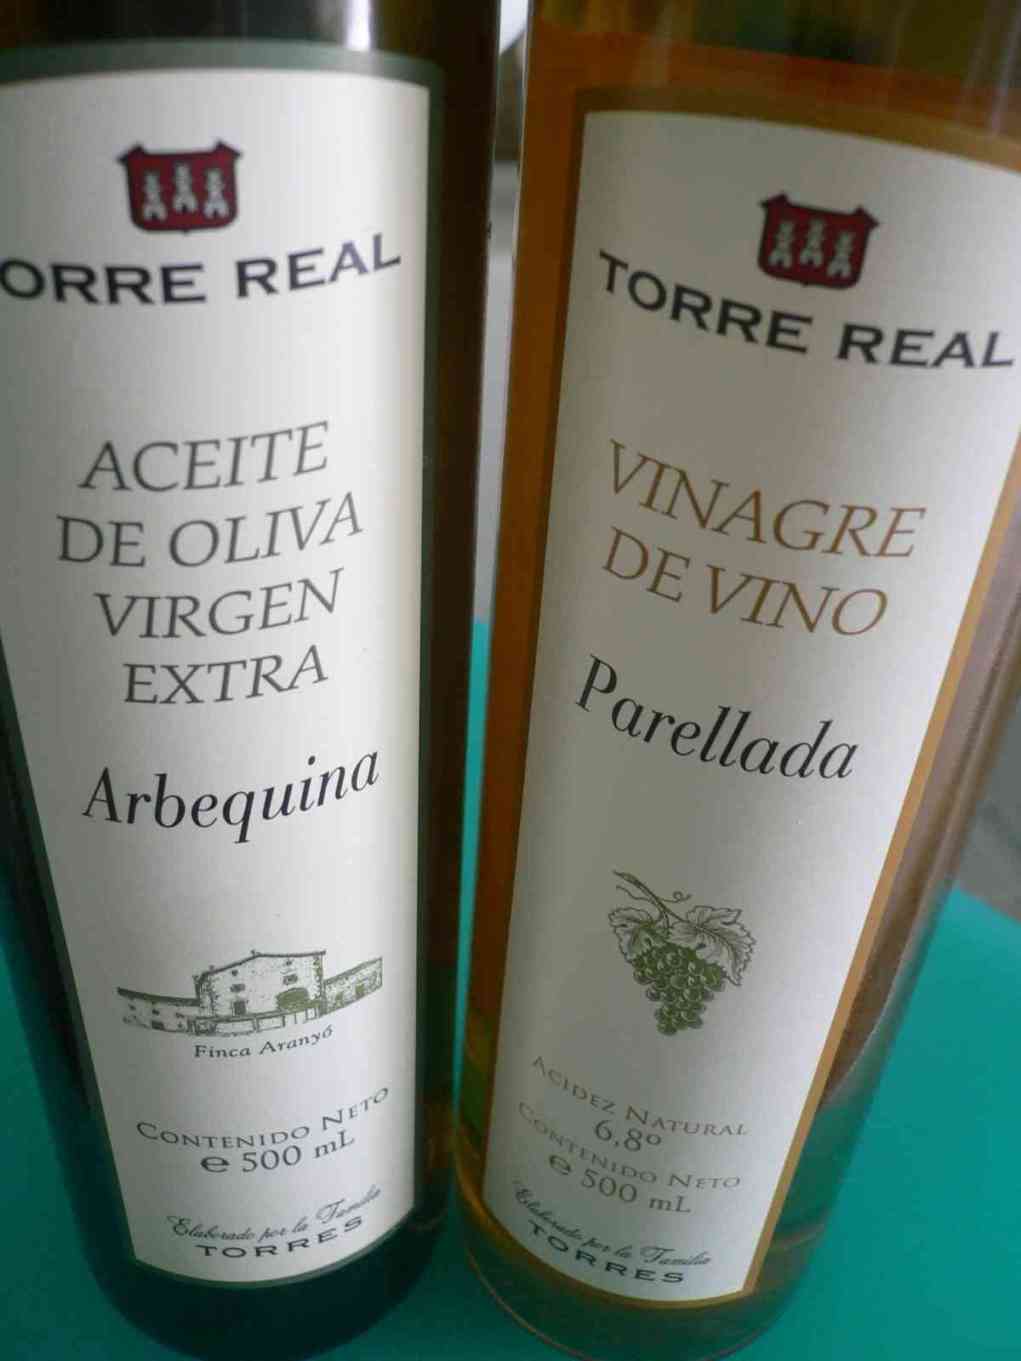 ORRE REAL
ACEITE
DE OLIVA
VIRGEN
EXTRA
Arbequina
Finca Aranyó
CONTENIDO NETO
e 500 mL
Elaborado por la Familia
TORRES
TORRE REAL
VINAGRE
DE VINO
Parellada
ACIDEZ NATURAL
6,8º
CONTENIDO NETO
e 500 mL
Elaborado por la Familia
TORRES